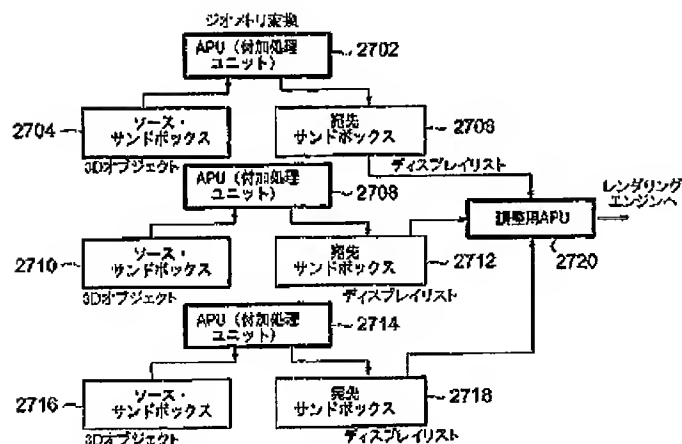 ジオメトリ変換
APU(付加処理
ユニット)
2702
2704
ソース・
サンドボックス
宛先
サンドボックス
2706
3Dオブジェクト
ディスプレイリスト
APU(付加処理
ユニット)
2708
レンダリング
エンジンへ
調整用APU
2720
2710
ソース・
サンドボックス
宛先
サンドボックス
2712
3Dオブジェクト
ディスプレイリスト
APU(付加処理
ユニット)
2714
2716
ソース・
サンドボックス
宛先
サンドボックス
2718
3Dオブジェクト
ディスプレイリスト